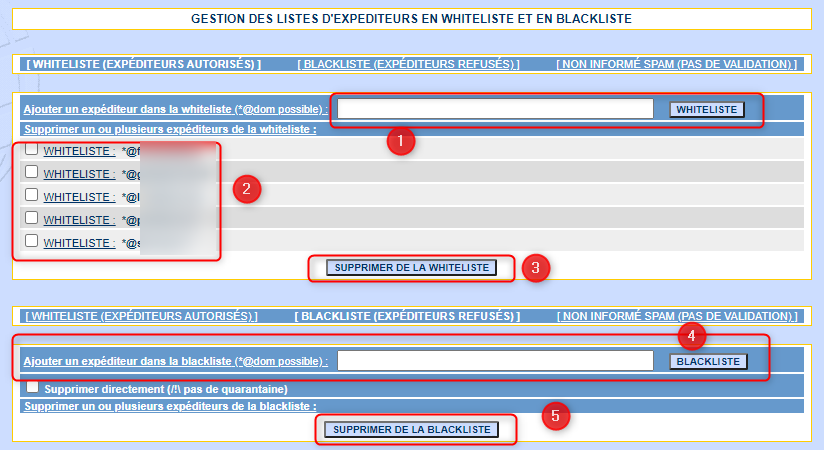 GESTION DES LISTES D'EXPEDITEURS EN WHITELISTE ET EN BLACKLISTE
[ WHITELISTE (EXPÉDITEURS AUTORISÉS) ] [ BLACKLISTE (EXPÉDITEURS REFUSÉS) ] [ NON INFORMÉ SPAM (PAS DE VALIDATION) ]
Ajouter un expéditeur dans la whiteliste (*@dom possible) : WHITELISTE
1
Supprimer un ou plusieurs expéditeurs de la whiteliste :
WHITELISTE : *@f
WHITELISTE : *@g
2
WHITELISTE : *@l
WHITELISTE : *@p
WHITELISTE : *@s
SUPPRIMER DE LA WHITELISTE 3
[ WHITELISTE (EXPÉDITEURS AUTORISÉS) ] [ BLACKLISTE (EXPÉDITEURS REFUSÉS) ] [ NON INFORMÉ SPAM (PAS DE VALIDATION) ]
4
Ajouter un expéditeur dans la blackliste (*@dom possible) : BLACKLISTE
Supprimer directement (/!\ pas de quarantaine)
Supprimer un ou plusieurs expéditeurs de la blackliste :
5
SUPPRIMER DE LA BLACKLISTE